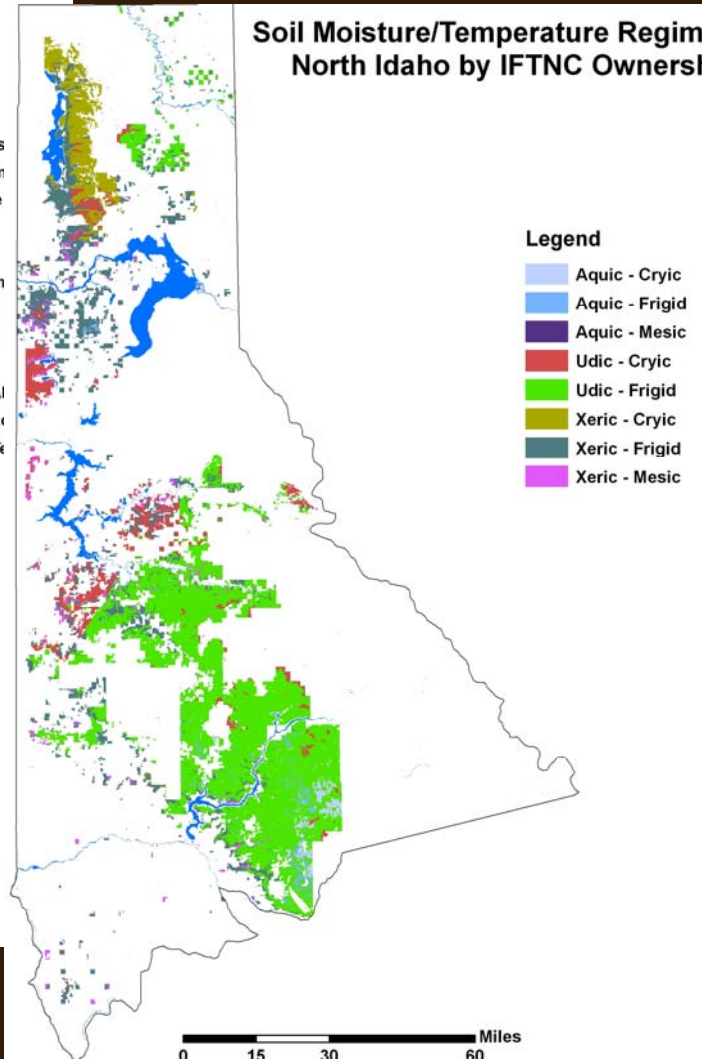 Soil Moisture/Temperature Regim
North Idaho by IFTNC Ownersh
Legend
Aquic - Cryic
Aquic - Frigid
Aquic - Mesic
Udic - Cryic
Udic - Frigid
Xeric - Cryic
Xeric - Frigid
Xeric - Mesic
Miles
0 15 30 60